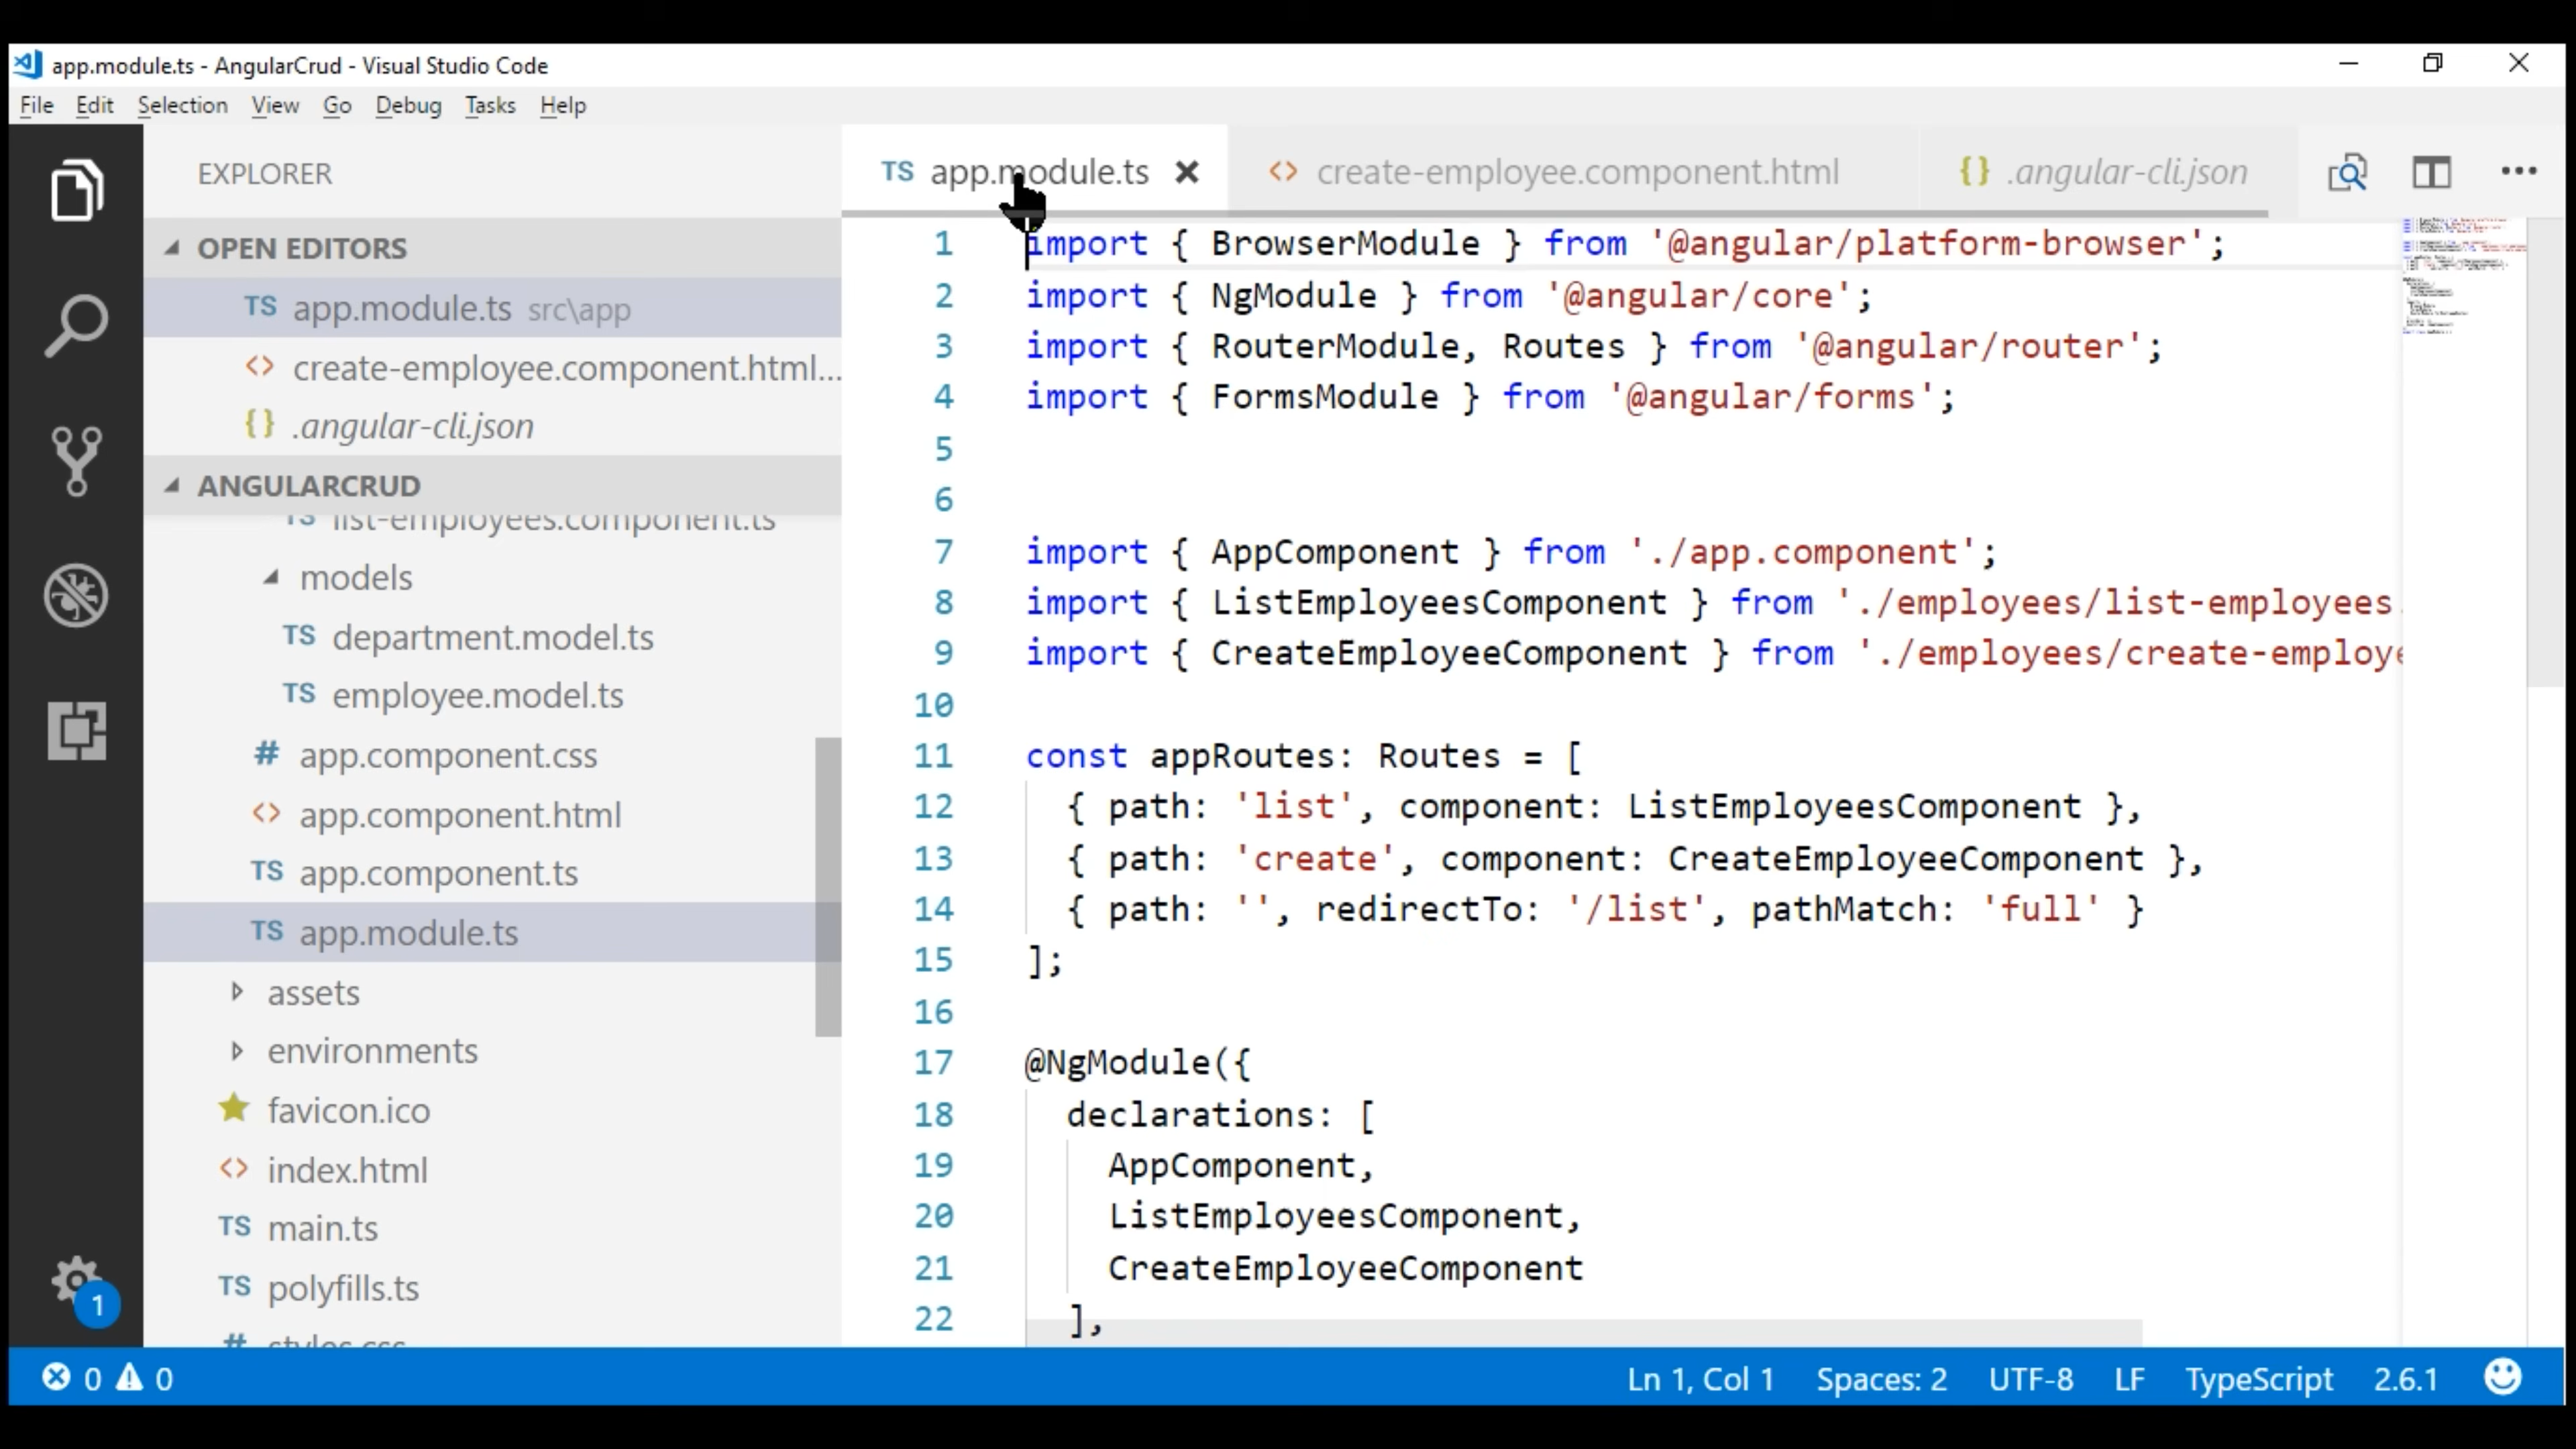 app.module.ts - AngularCrud - Visual Studio Code
File Edit Selection View Go Debug Tasks Help
EXPLORER
OPEN EDITORS
TS app.module.ts src\app
<> create-employee.component.html...
{} .angular-cli.json
ANGULARCRUD
TS list-employees.component.ts
models
TS department.model.ts
TS employee.model.ts
# app.component.css
<> app.component.html
TS app.component.ts
TS app.module.ts
assets
environments
favicon.ico
<> index.html
TS main.ts
TS polyfills.ts
# styles.css
1
TS app.module.ts
<> create-employee.component.html
{} .angular-cli.json
1 import { BrowserModule } from '@angular/platform-browser';
2 import { NgModule } from '@angular/core';
3 import { RouterModule, Routes } from '@angular/router';
4 import { FormsModule } from '@angular/forms';
5
6
7 import { AppComponent } from './app.component';
8 import { ListEmployeesComponent } from './employees/list-employees.
9 import { CreateEmployeeComponent } from './employees/create-employe
10
11 const appRoutes: Routes = [
12 { path: 'list', component: ListEmployeesComponent },
13 { path: 'create', component: CreateEmployeeComponent },
14 { path: '', redirectTo: '/list', pathMatch: 'full' }
15 ];
16
17 @NgModule({
18 declarations: [
19 AppComponent,
20 ListEmployeesComponent,
21 CreateEmployeeComponent
22 ],
0 0
Ln 1, Col 1 Spaces: 2 UTF-8 LF TypeScript 2.6.1